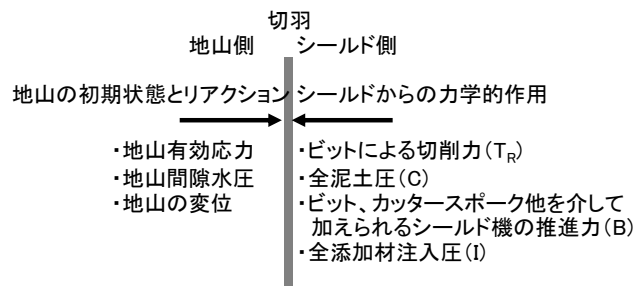 切羽
地山側 シールド側
地山の初期状態とリアクション シールドからの力学的作用
・地山有効応力
・地山間隙水圧
・地山の変位
・ビットによる切削力(TR)
・全泥土圧(C)
・ビット、カッタースポーク他を介して
加えられるシールド機の推進力(B)
・全添加材注入圧(I)